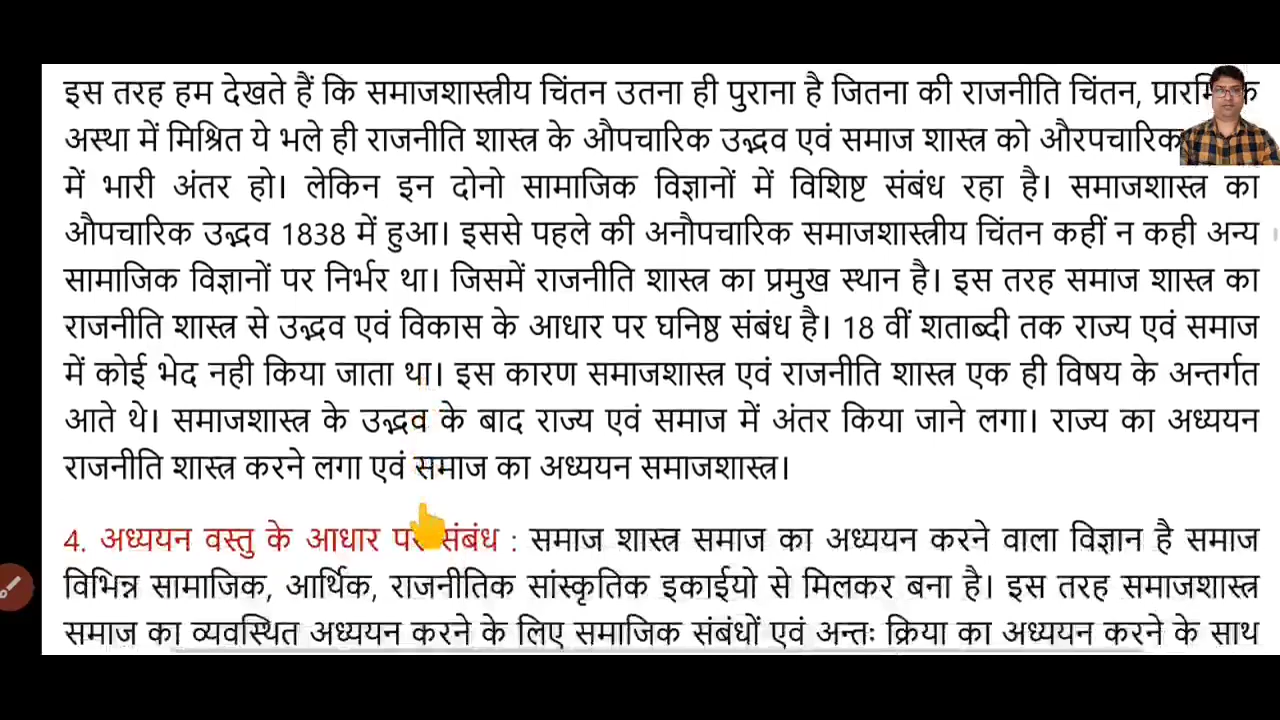 इस तरह हम देखते हैं कि समाजशास्त्रीय चिंतन उतना ही पुराना है जितना की राजनीति चिंतन,
अस्था में मिश्रित ये भले ही राजनीति शास्त्र के औपचारिक उद्भव एवं समाज शास्त्र को औरपचारिक
में भारी अंतर हो। लेकिन इन दोनो सामाजिक विज्ञानों में विशिष्ट संबंध रहा है। समाजशास्त्र का
औपचारिक उद्भव 1838 में हुआ। इससे पहले की अनौपचारिक समाजशास्त्रीय चिंतन कहीं न कही अन्य
सामाजिक विज्ञानों पर निर्भर था। जिसमें राजनीति शास्त्र का प्रमुख स्थान है। इस तरह समाज शास्त्र का
राजनीति शास्त्र से उद्भव एवं विकास के आधार पर घनिष्ठ संबंध है। 18 वीं शताब्दी तक राज्य एवं समाज
में कोई भेद नही किया जाता था। इस कारण समाजशास्त्र एवं राजनीति शास्त्र एक ही विषय के अन्तर्गत
आते थे। समाजशास्त्र के उद्भव के बाद राज्य एवं समाज में अंतर किया जाने लगा। राज्य का अध्ययन
राजनीति शास्त्र करने लगा एवं समाज का अध्ययन समाजशास्त्र।
4. अध्ययन वस्तु के आधार पर संबंध : समाज शास्त्र समाज का अध्ययन करने वाला विज्ञान है समाज
विभिन्न सामाजिक, आर्थिक, राजनीतिक सांस्कृतिक इकाईयो से मिलकर बना है। इस तरह समाजशास्त्र
समाज का व्यवस्थित अध्ययन करने के लिए समाजिक संबंधों एवं अन्तः क्रिया का अध्ययन करने के साथ